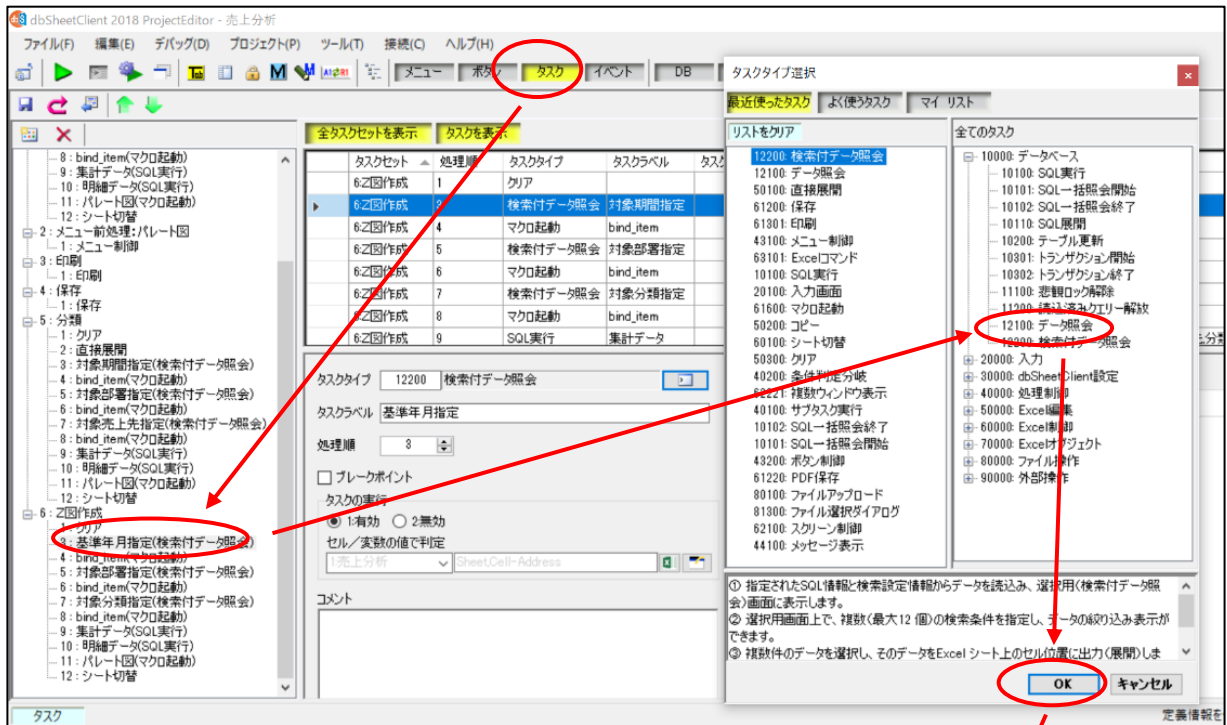 dbSheetClient 2018 ProjectEditor - 売上分析
ファイル(F) 編集(E) デバッグ(D) プロジェクト(P) ツール(T) 接続(C) ヘルプ(H)
メニュー ボタン タスク イベント DB
全タスクセットを表示 タスクを表示
8 : bind_item(マクロ起動)
9 : 集計データ(SQL実行)
10 : 明細データ(SQL実行)
11 : パレート図(マクロ起動)
12 : シート切替
2 : メニュー前処理:パレート図
1 : メニュー制御
3 : 印刷
1 : 印刷
4 : 保存
1 : 保存
5 : 分類
1 : クリア
2 : 直接展開
3 : 対象期間指定(検索付データ照会)
4 : bind_item(マクロ起動)
5 : 対象部署指定(検索付データ照会)
6 : bind_item(マクロ起動)
7 : 対象売上先指定(検索付データ照会)
8 : bind_item(マクロ起動)
9 : 集計データ(SQL実行)
10 : 明細データ(SQL実行)
11 : パレート図(マクロ起動)
12 : シート切替
6 : Z図作成
1 : クリア
3 : 基準年月指定(検索付データ照会)
4 : bind_item(マクロ起動)
5 : 対象部署指定(検索付データ照会)
6 : bind_item(マクロ起動)
7 : 対象分類指定(検索付データ照会)
8 : bind_item(マクロ起動)
9 : 集計データ(SQL実行)
10 : 明細データ(SQL実行)
11 : パレート図(マクロ起動)
12 : シート切替
タスクセット 処理順 タスクタイプ タスクラベル タスク
6:Z図作成 1 クリア
6:Z図作成 3 検索付データ照会 対象期間指定
6:Z図作成 4 マクロ起動 bind_item
6:Z図作成 5 検索付データ照会 対象部署指定
6:Z図作成 6 マクロ起動 bind_item
6:Z図作成 7 検索付データ照会 対象分類指定
6:Z図作成 8 マクロ起動 bind_item
6:Z図作成 9 SQL実行 集計データ
タスクタイプ 12200 検索付データ照会
タスクラベル 基準年月指定
処理順 3
ブレークポイント
タスクの実行
1:有効 2:無効
セル/変数の値で判定
1:売上分析 Sheet,Cell-Address
コメント
タスクタイプ選択
最近使ったタスク よく使うタスク マイ リスト
リストをクリア
12200: 検索付データ照会
12100: データ照会
50100: 直接展開
61200: 保存
61301: 印刷
43100: メニュー制御
63101: Excelコマンド
10100: SQL実行
20100: 入力画面
61600: マクロ起動
50200: コピー
60100: シート切替
50300: クリア
40200: 条件判定分岐
62221: 複数ウィンドウ表示
40100: サブタスク実行
10102: SQL一括照会終了
10101: SQL一括照会開始
43200: ボタン制御
61220: PDF保存
80100: ファイルアップロード
81300: ファイル選択ダイアログ
62100: スクリーン制御
44100: メッセージ表示
全てのタスク
10000: データベース
10100: SQL実行
10101: SQL一括照会開始
10102: SQL一括照会終了
10110: SQL展開
10200: テーブル更新
10301: トランザクション開始
10302: トランザクション終了
11100: 悲観ロック解除
11200: 読込済みクエリー解放
12100: データ照会
12200: 検索付データ照会
20000: 入力
30000: dbSheetClient設定
40000: 処理制御
50000: Excel編集
60000: Excel制御
70000: Excelオブジェクト
80000: ファイル操作
90000: 外部操作
① 指定されたSQL情報と検索設定情報からデータを読込み、選択用(検索付データ照
会)画面に表示します。
② 選択用画面上で、複数(最大12 個)の検索条件を指定し、データの絞り込み表示が
できます。
③ 複数件のデータを選択し、そのデータをExcel シート上のセル位置に出力(展開)しま
OK キャンセル
タスク
定義情報を